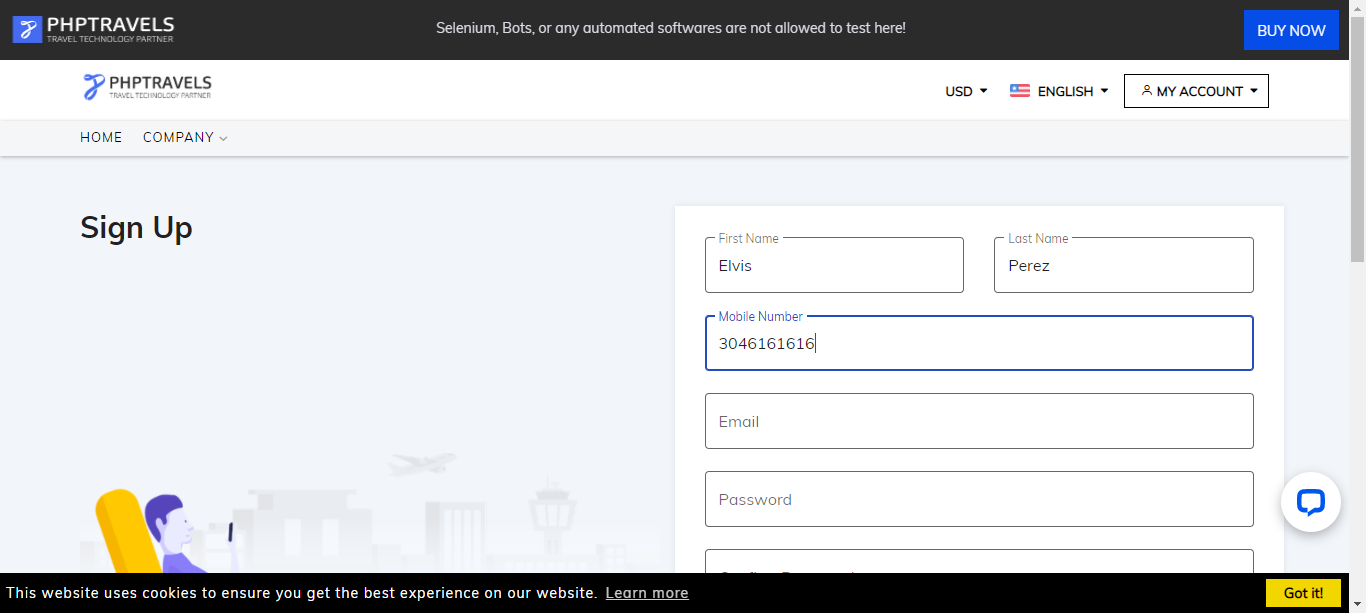 PHPTRAVELS
TRAVEL TECHNOLOGY PARTNER
Selenium, Bots, or any automated softwares are not allowed to test here!
BUY NOW
PHPTRAVELS
TRAVEL TECHNOLOGY PARTNER
USD
ENGLISH
MY ACCOUNT
HOME
COMPANY
Sign Up
First Name
Elvis
Last Name
Perez
Mobile Number
3046161616
Email
Password
This website uses cookies to ensure you get the best experience on our website. Learn more
Got it!